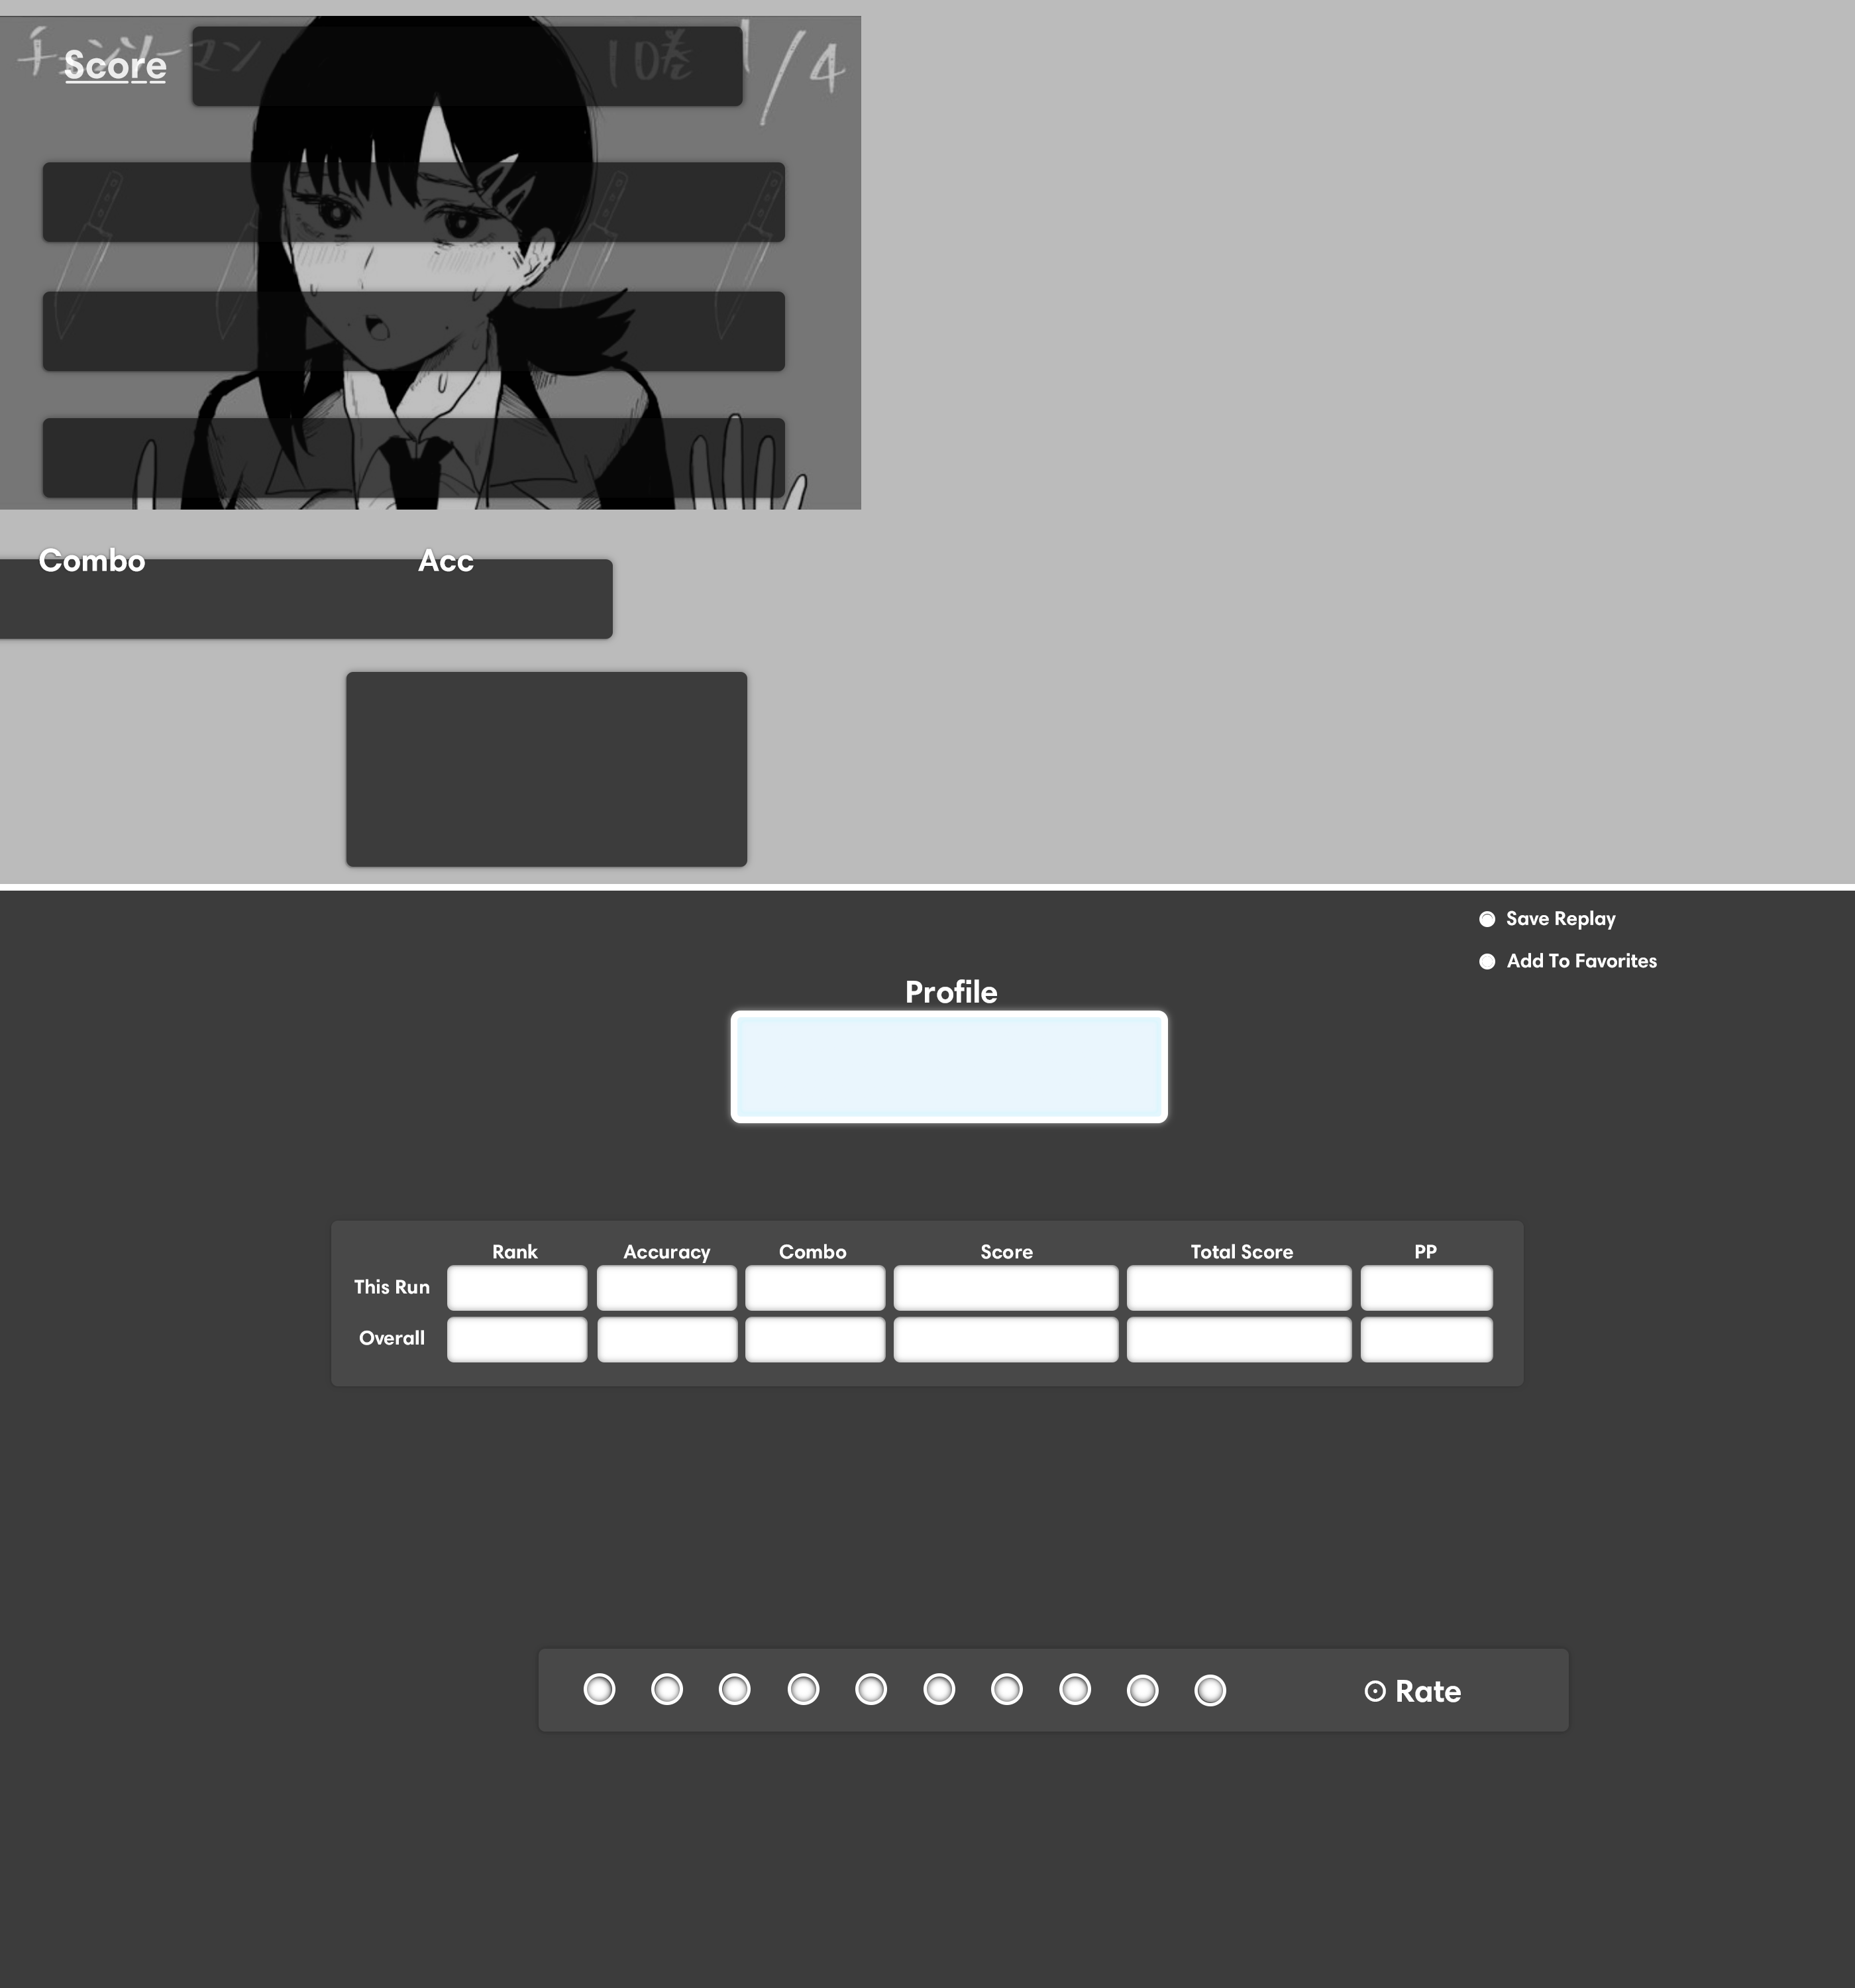 チェンソーマン 10巻 1/4
Score
Combo Acc
Save Replay
Add To Favorites
Profile
Rank Accuracy Combo Score Total Score PP
This Run
Overall
Rate